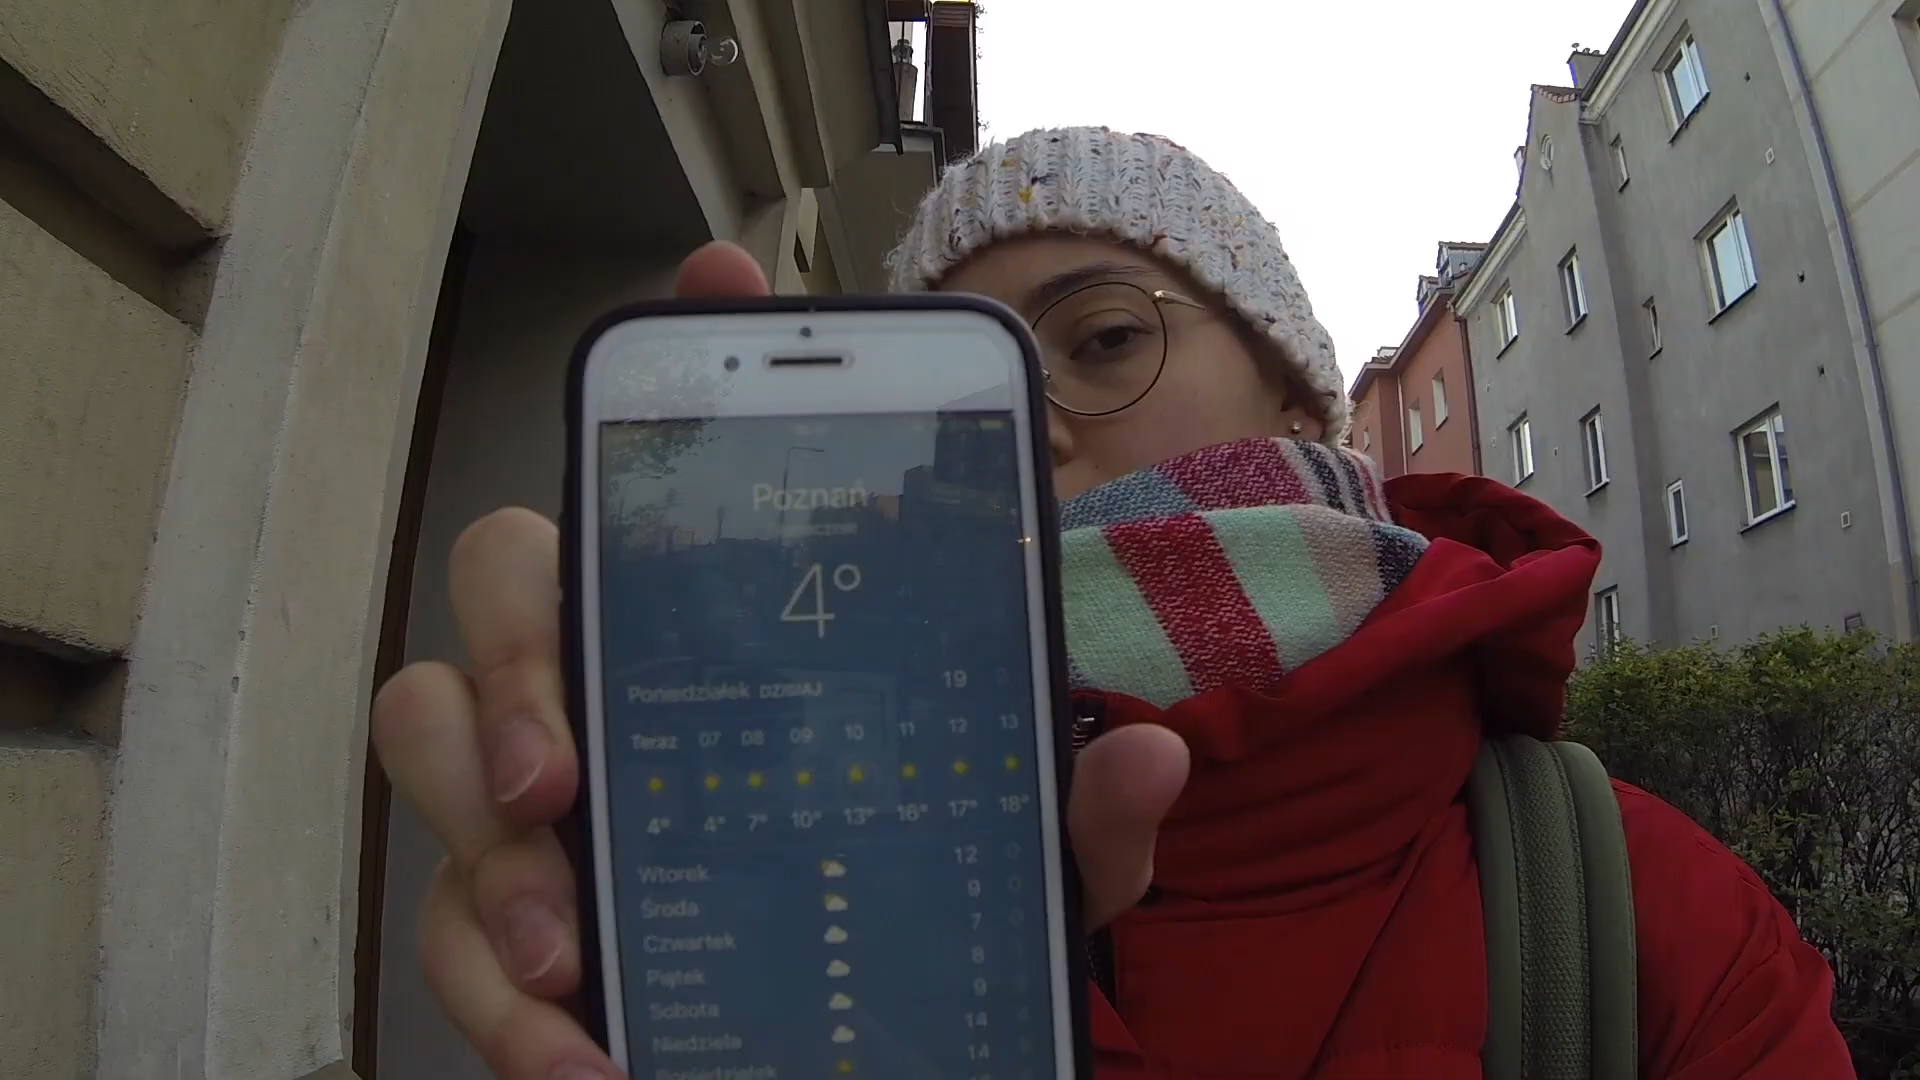 Poznań
4°
Poniedziałek DZISIAJ 19
Teraz 07 08 09 10 11 12 13
4° 4° 7° 10° 13° 16° 17° 18°
Wtorek 12
Środa 9
Czwartek 7
Piątek 8
Sobota 9
Niedziela 14
Poniedziałek 14